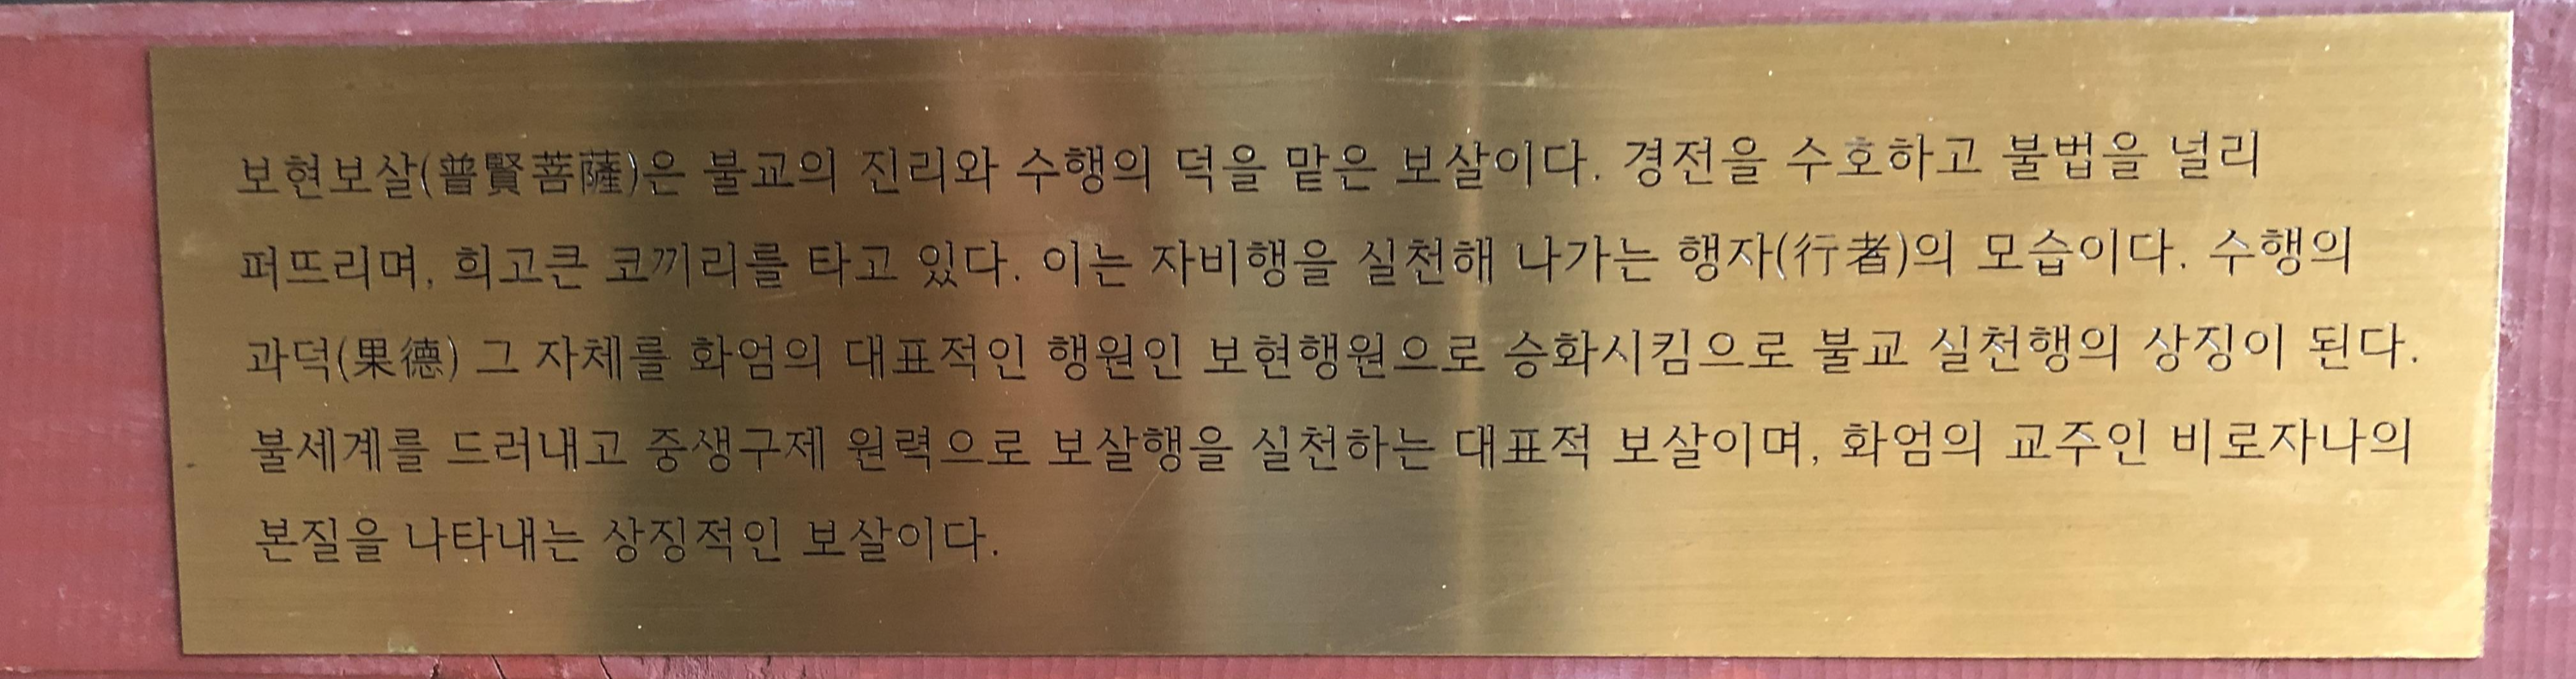 보현보살(普賢菩薩)은 불교의 진리와 수행의 덕을 맡은 보살이다. 경전을 수호하고 불법을 널리
퍼뜨리며, 희고큰 코끼리를 타고 있다. 이는 자비행을 실천해 나가는 행자(行者)의 모습이다. 수행의
과덕(果德) 그 자체를 화엄의 대표적인 행원인 보현행원으로 승화시킴으로 불교 실천행의 상징이 된다.
불세계를 드러내고 중생구제 원력으로 보살행을 실천하는 대표적 보살이며, 화엄의 교주인 비로자나의
본질을 나타내는 상징적인 보살이다.